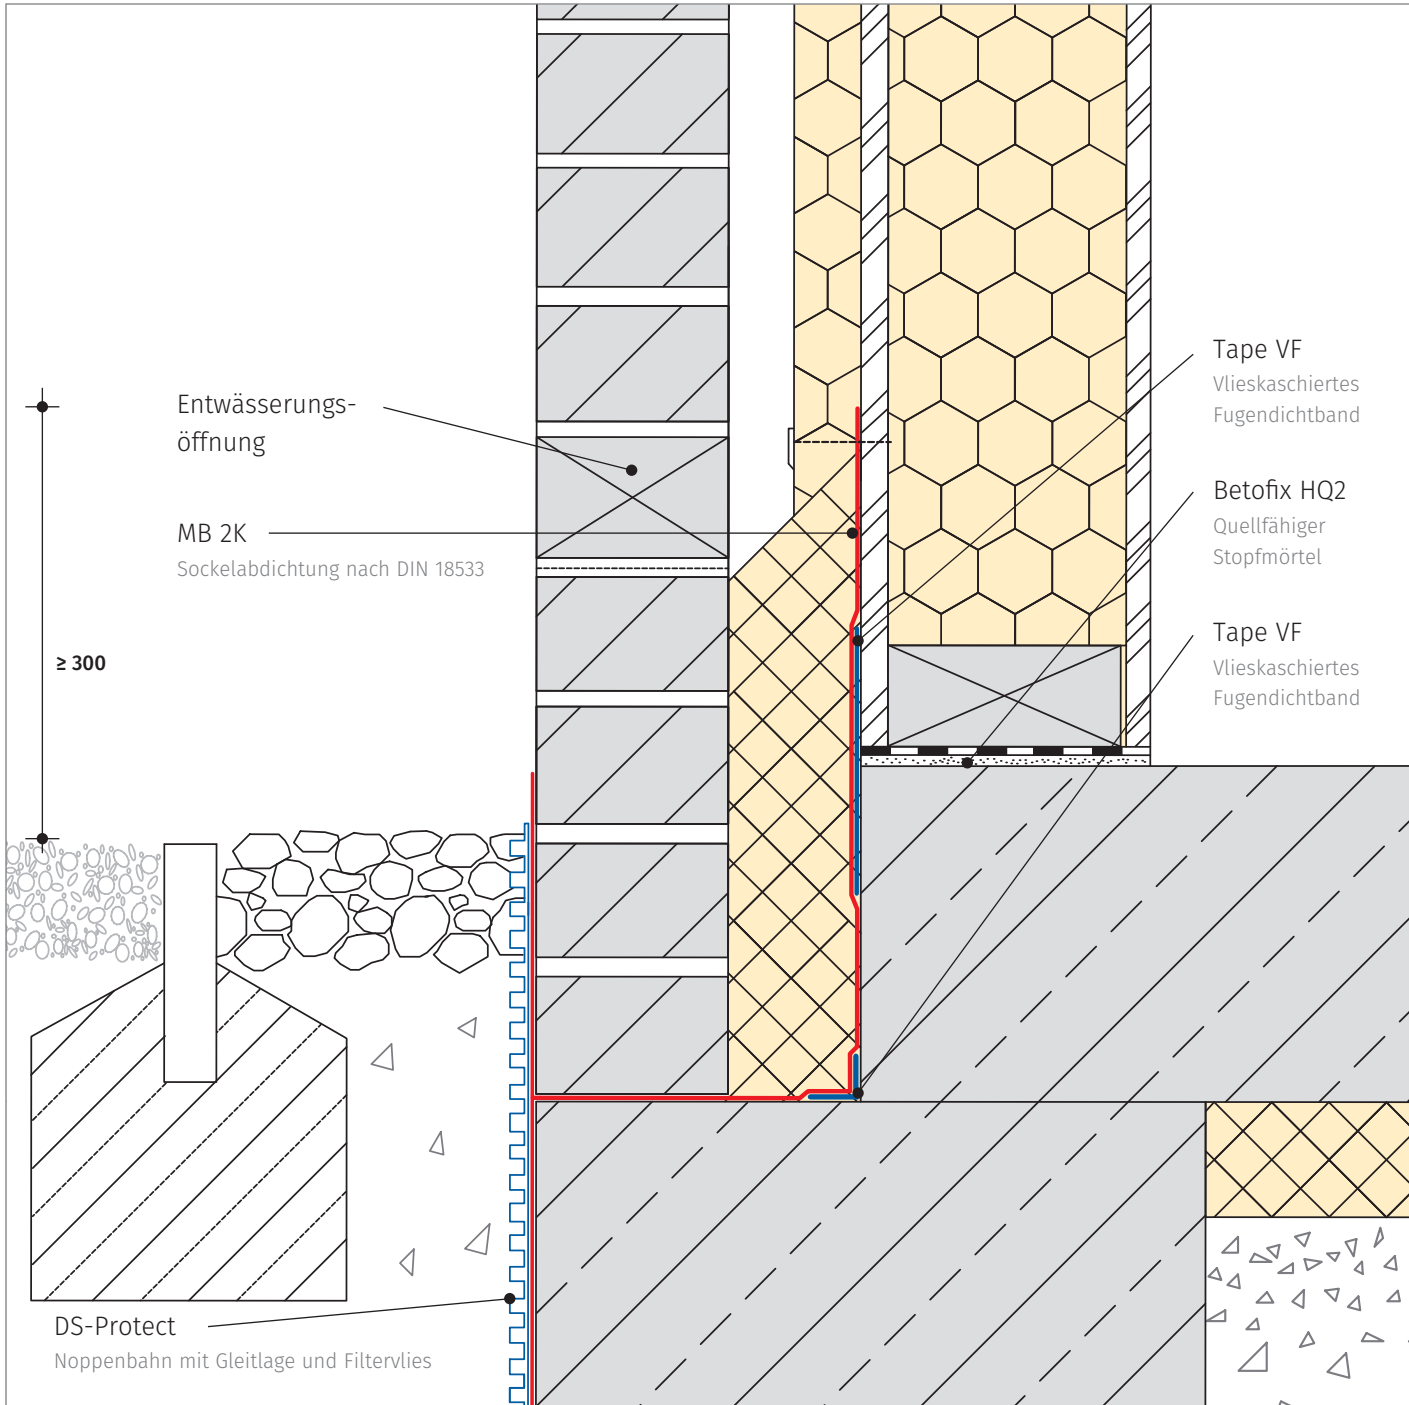 Entwässerungs-
öffnung
MB 2K
Sockelabdichtung nach DIN 18533
≥ 300
DS-Protect
Noppenbahn mit Gleitlage und Filtervlies
Tape VF
Vlieskaschiertes
Fugendichtband
Betofix HQ2
Quellfähiger
Stopfmörtel
Tape VF
Vlieskaschiertes
Fugendichtband